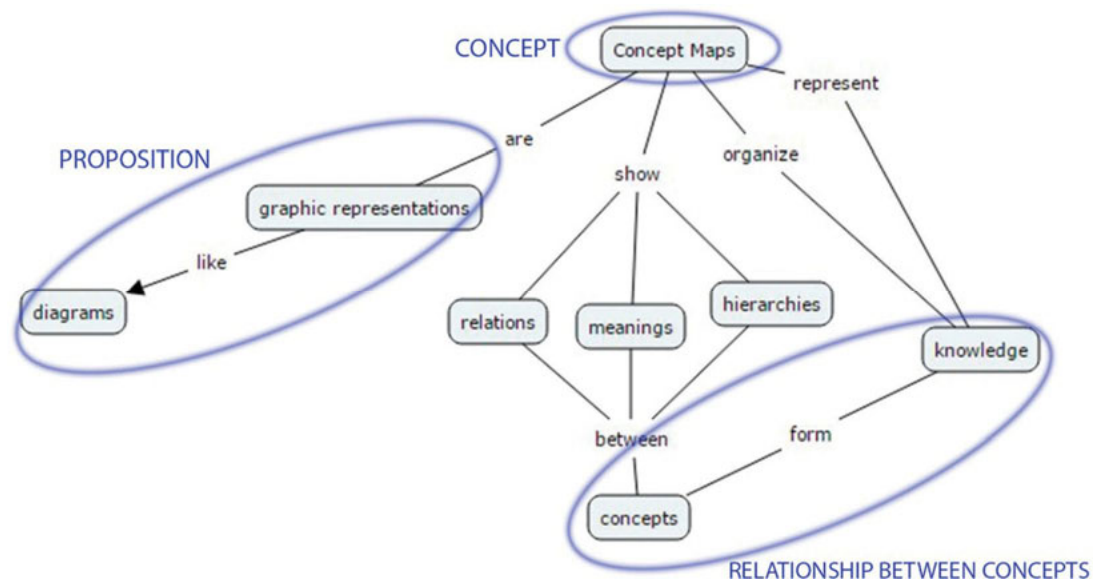 CONCEPT
Concept Maps
represent
are
PROPOSITION
organize
show
graphic representations
like
diagrams
relations
meanings
hierarchies
knowledge
between
form
concepts
RELATIONSHIP BETWEEN CONCEPTS